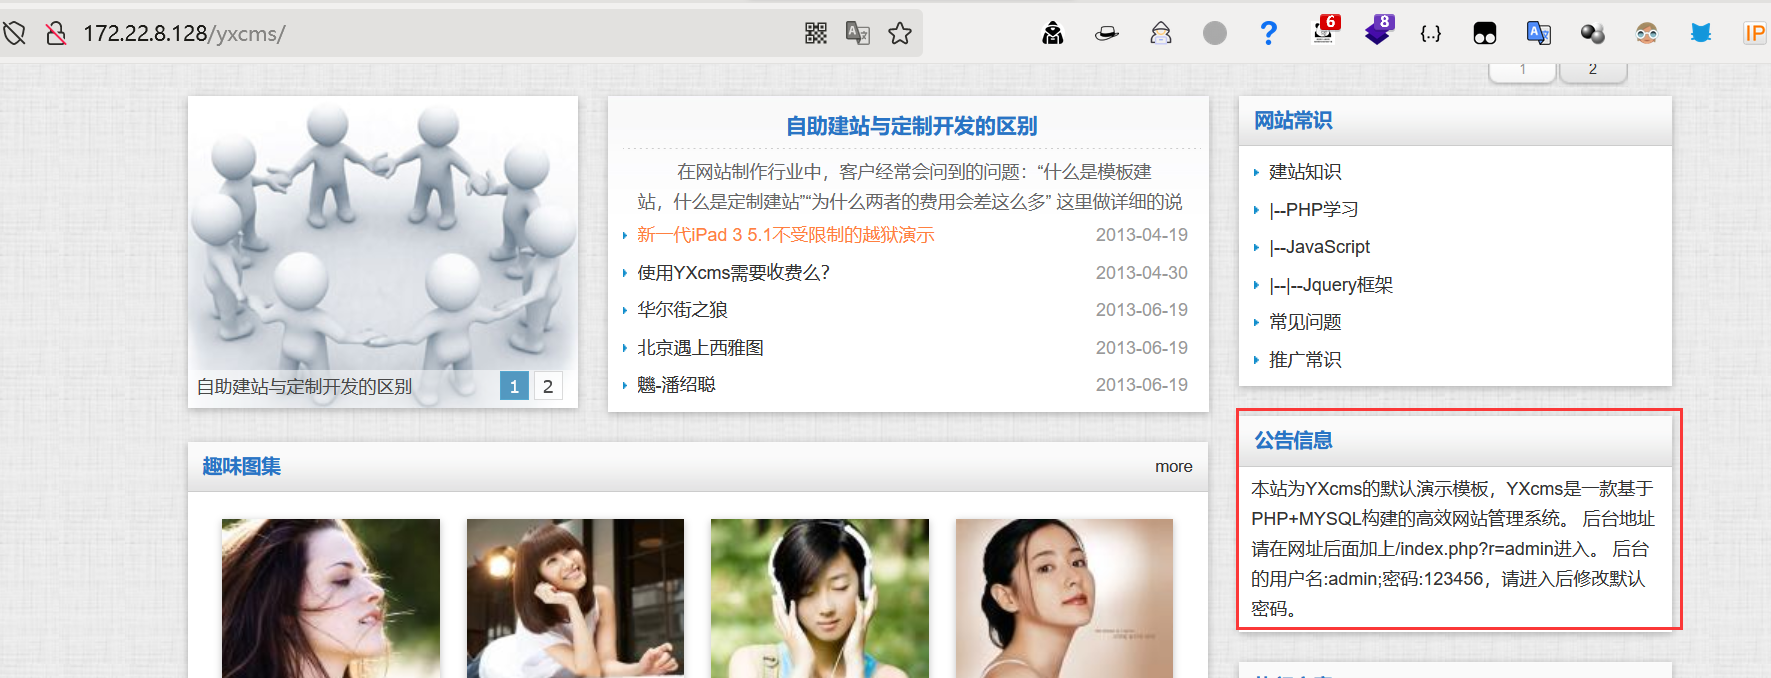 172.22.8.128/yxcms/
6
8
{..}
IP
1
2
自助建站与定制开发的区别
1
2
自助建站与定制开发的区别
在网站制作行业中，客户经常会问到的问题：“什么是模板建
站，什么是定制建站”“为什么两者的费用会差这么多” 这里做详细的说
新一代iPad 3 5.1不受限制的越狱演示 2013-04-19
使用YXcms需要收费么？ 2013-04-30
华尔街之狼 2013-06-19
北京遇上西雅图 2013-06-19
魕-潘绍聪 2013-06-19
网站常识
建站知识
|--PHP学习
|--JavaScript
|--|--Jquery框架
常见问题
推广常识
公告信息
本站为YXcms的默认演示模板，YXcms是一款基于
PHP+MYSQL构建的高效网站管理系统。 后台地址
请在网址后面加上/index.php?r=admin进入。 后台
的用户名:admin;密码:123456，请进入后修改默认
密码。
趣味图集
more